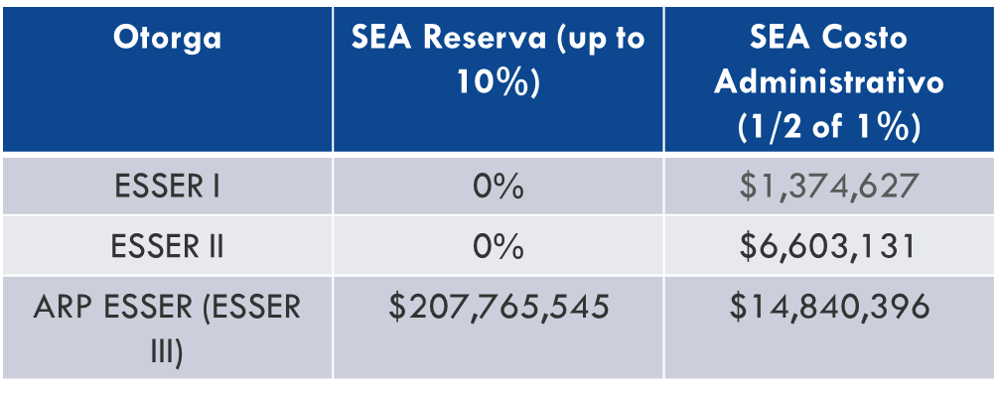 Otorga
SEA Reserva (up to
10%)
SEA Costo
Administrativo
(1/2 of 1%)
ESSER I
0%
$1,374,627
ESSER II
0%
$6,603,131
ARP ESSER (ESSER
III)
$207,765,545
$14,840,396